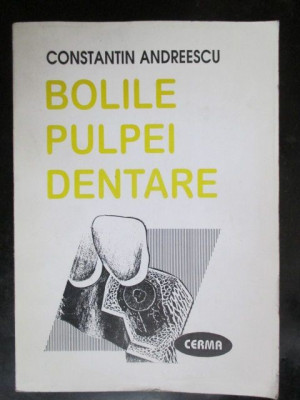 CONSTANTIN ANDREESCU
BOLILE
PULPEI
DENTARE
CERMA